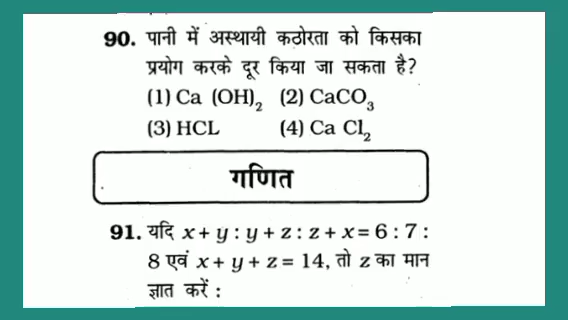 90. पानी में अस्थायी कठोरता को किसका
प्रयोग करके दूर किया जा सकता है?
(1) Ca (OH)₂ (2) CaCO₃
(3) HCL (4) Ca Cl₂
गणित
91. यदि x + y : y + z : z + x = 6 : 7 :
8 एवं x + y + z = 14, तो z का मान
ज्ञात करें :